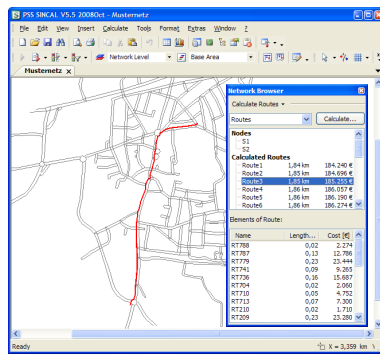 PSS SINCAL V5.5 2008Oct - Musternetz
File Edit View Insert Calculate Tools Format Extras Window ?
Network Level Base Area
Musternetz x
Network Browser
Calculate Routes
Routes Calculate...
Nodes
S1
S2
Calculated Routes
Route1 1,84 km 184.240 €
Route2 1,85 km 184.696 €
Route3 1,85 km 185.255 €
Route4 1,86 km 186.057 €
Route5 1,86 km 186.190 €
Route6 1,86 km 186.274 €
Elements of Route:
Name Length... Cost [€]
RT788 0,02 2.274
RT787 0,13 12.786
RT779 0,23 23.444
RT741 0,09 9.265
RT736 0,16 15.687
RT704 0,02 2.060
RT710 0,05 4.752
RT713 0,07 7.300
RT210 0,02 1.710
RT209 0,23 23.280
Ready X = 3,359 km